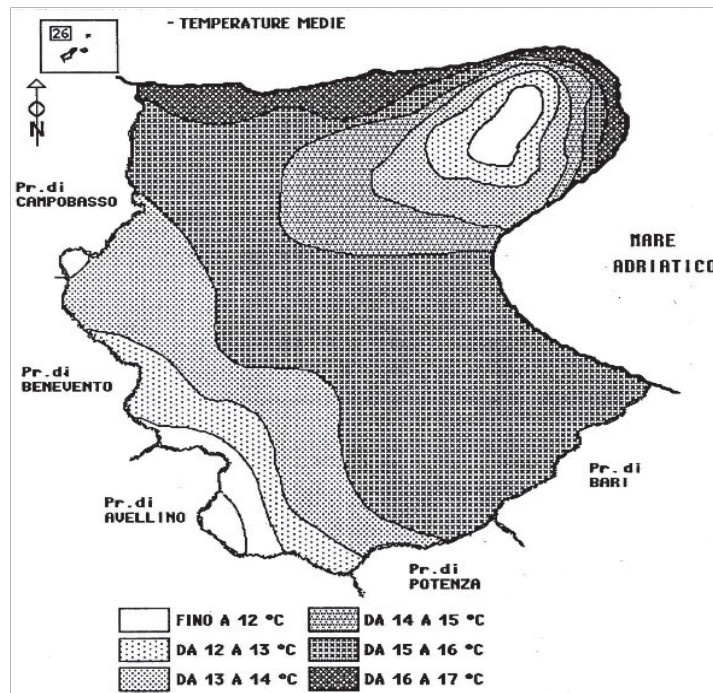 - TEMPERATURE MEDIE
26
N
Pr.di
CAMPOBASSO
MARE
ADRIATICO
Pr.di
BENEVENTO
Pr.di
BARI
Pr.di
AVELLINO
Pr.di
POTENZA
FINO A 12 °C
DA 14 A 15 °C
DA 12 A 13 °C
DA 15 A 16 °C
DA 13 A 14 °C
DA 16 A 17 °C